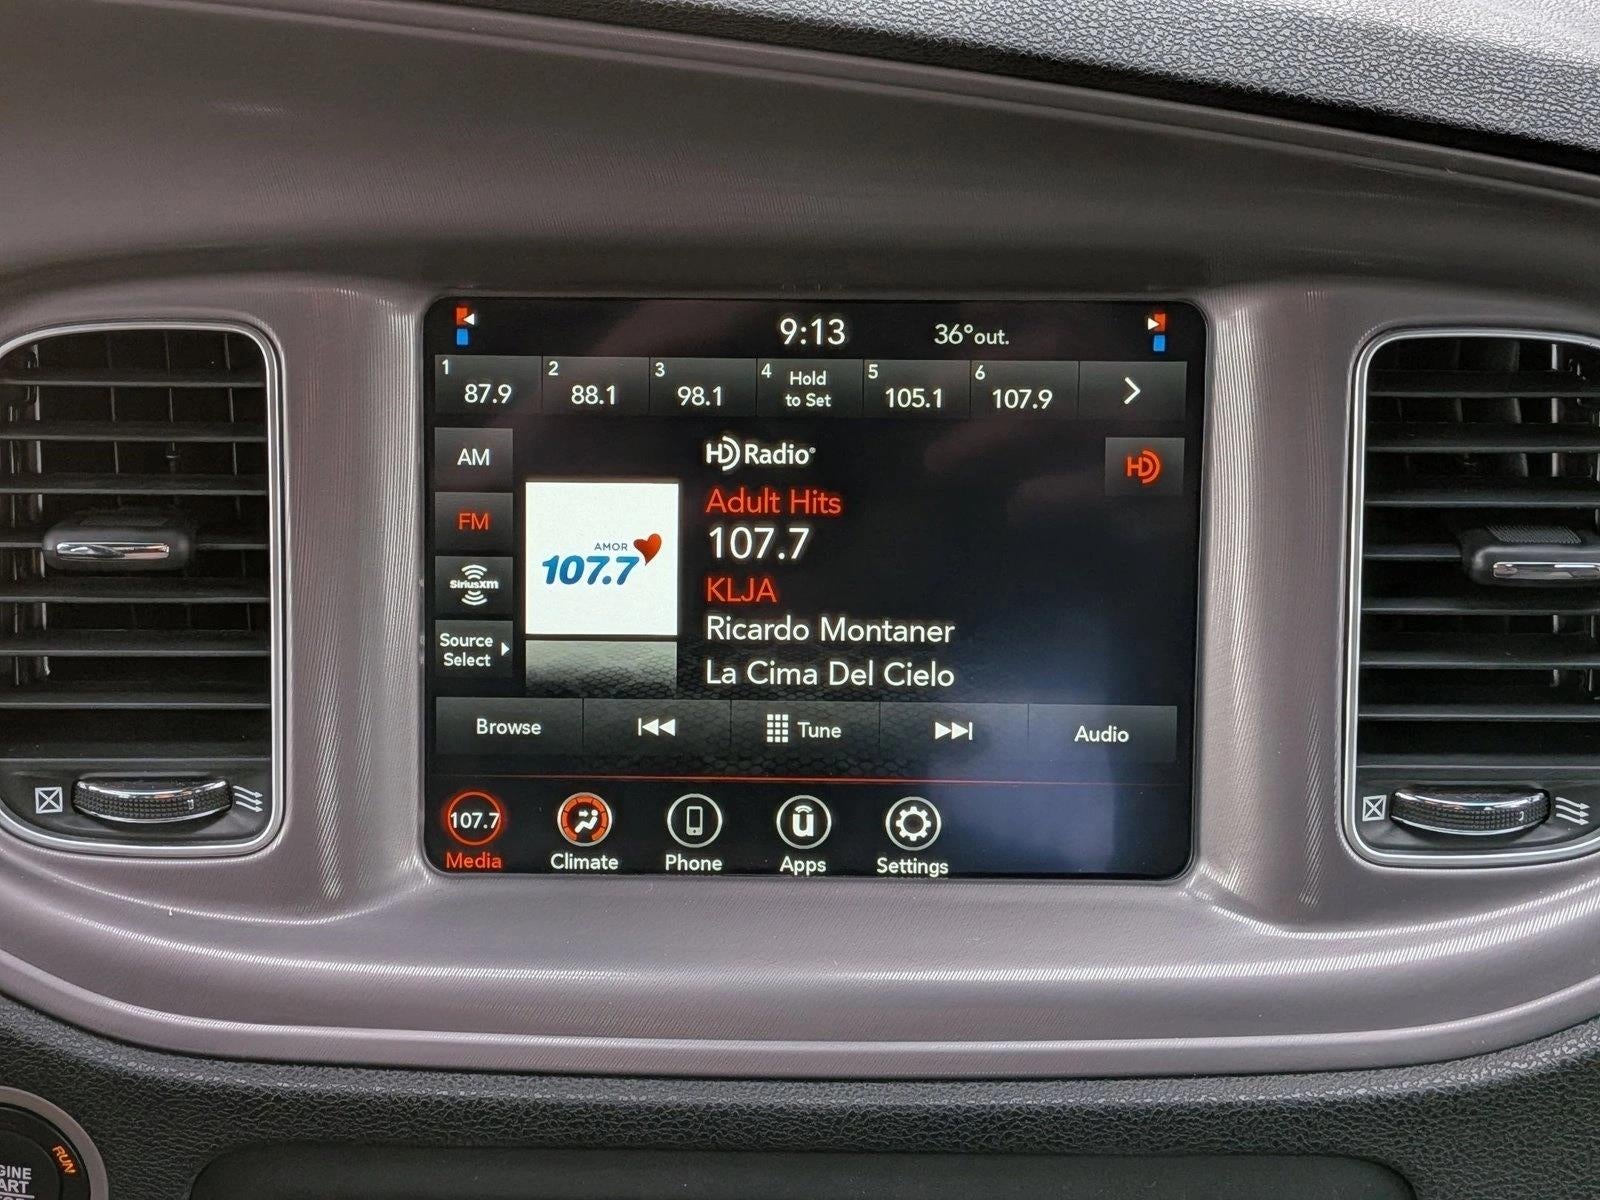 9:13 36°out.
1 87.9 2 88.1 3 98.1 4 Hold to Set 5 105.1 6 107.9
AM
HD Radio®
HD
FM
Adult Hits
107.7
AMOR
107.7
KLJA
SiriusXM
Ricardo Montaner
Source
Select
La Cima Del Cielo
Browse Tune Audio
107.7
Media Climate Phone Apps Settings
RUN